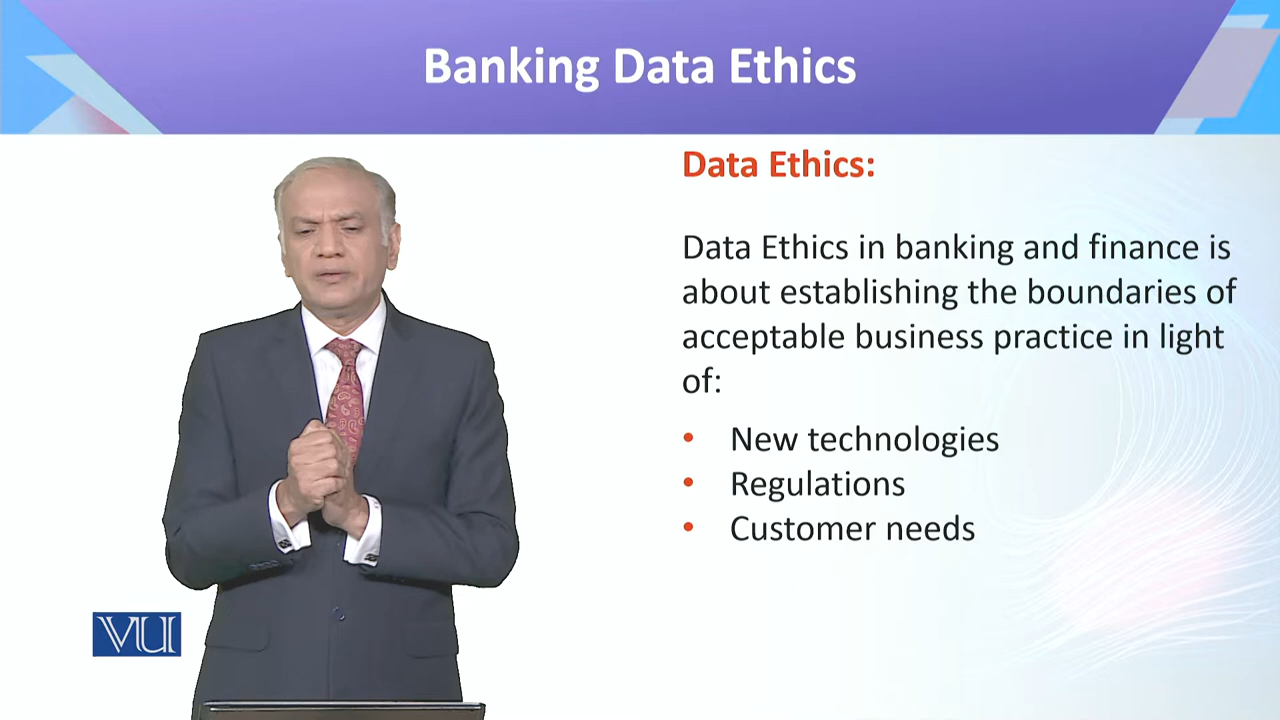 Banking Data Ethics
Data Ethics:
Data Ethics in banking and finance is
about establishing the boundaries of
acceptable business practice in light
of:
• New technologies
• Regulations
• Customer needs
VU